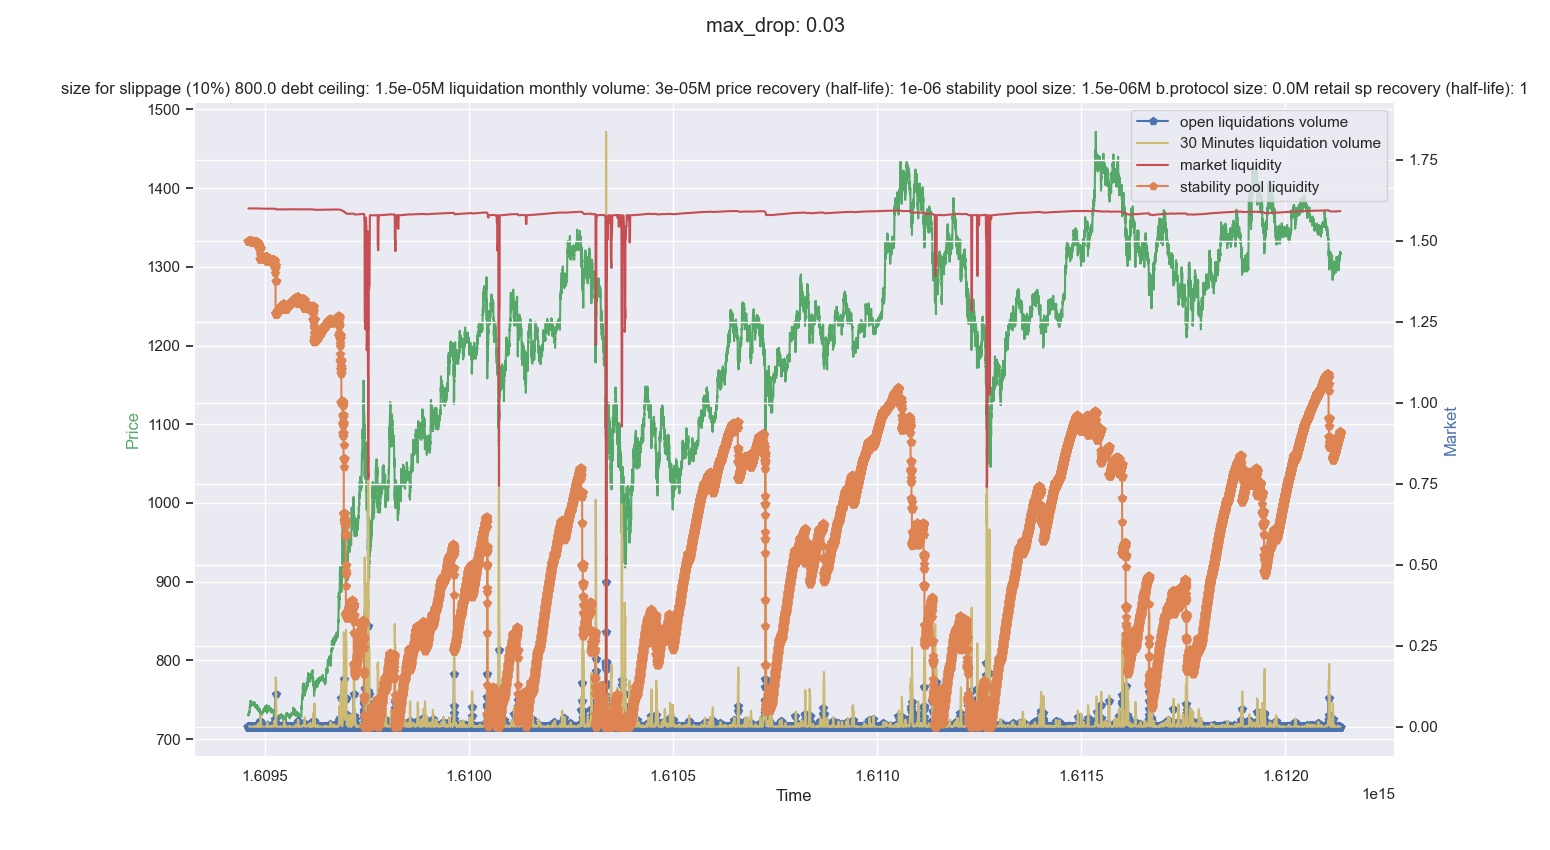 max_drop: 0.03
size for slippage (10%) 800.0 debt ceiling: 1.5e-05M liquidation monthly volume: 3e-05M price recovery (half-life): 1e-06 stability pool size: 1.5e-06M b.protocol size: 0.0M retail sp recovery (half-life): 1
open liquidations volume
30 Minutes liquidation volume
market liquidity
stability pool liquidity
1500
1400
1300
1200
1100
1000
900
800
700
Price
1.75
1.50
1.25
1.00
0.75
0.50
0.25
0.00
Market
1.6095
1.6100
1.6105
1.6110
1.6115
1.6120
Time
1e15